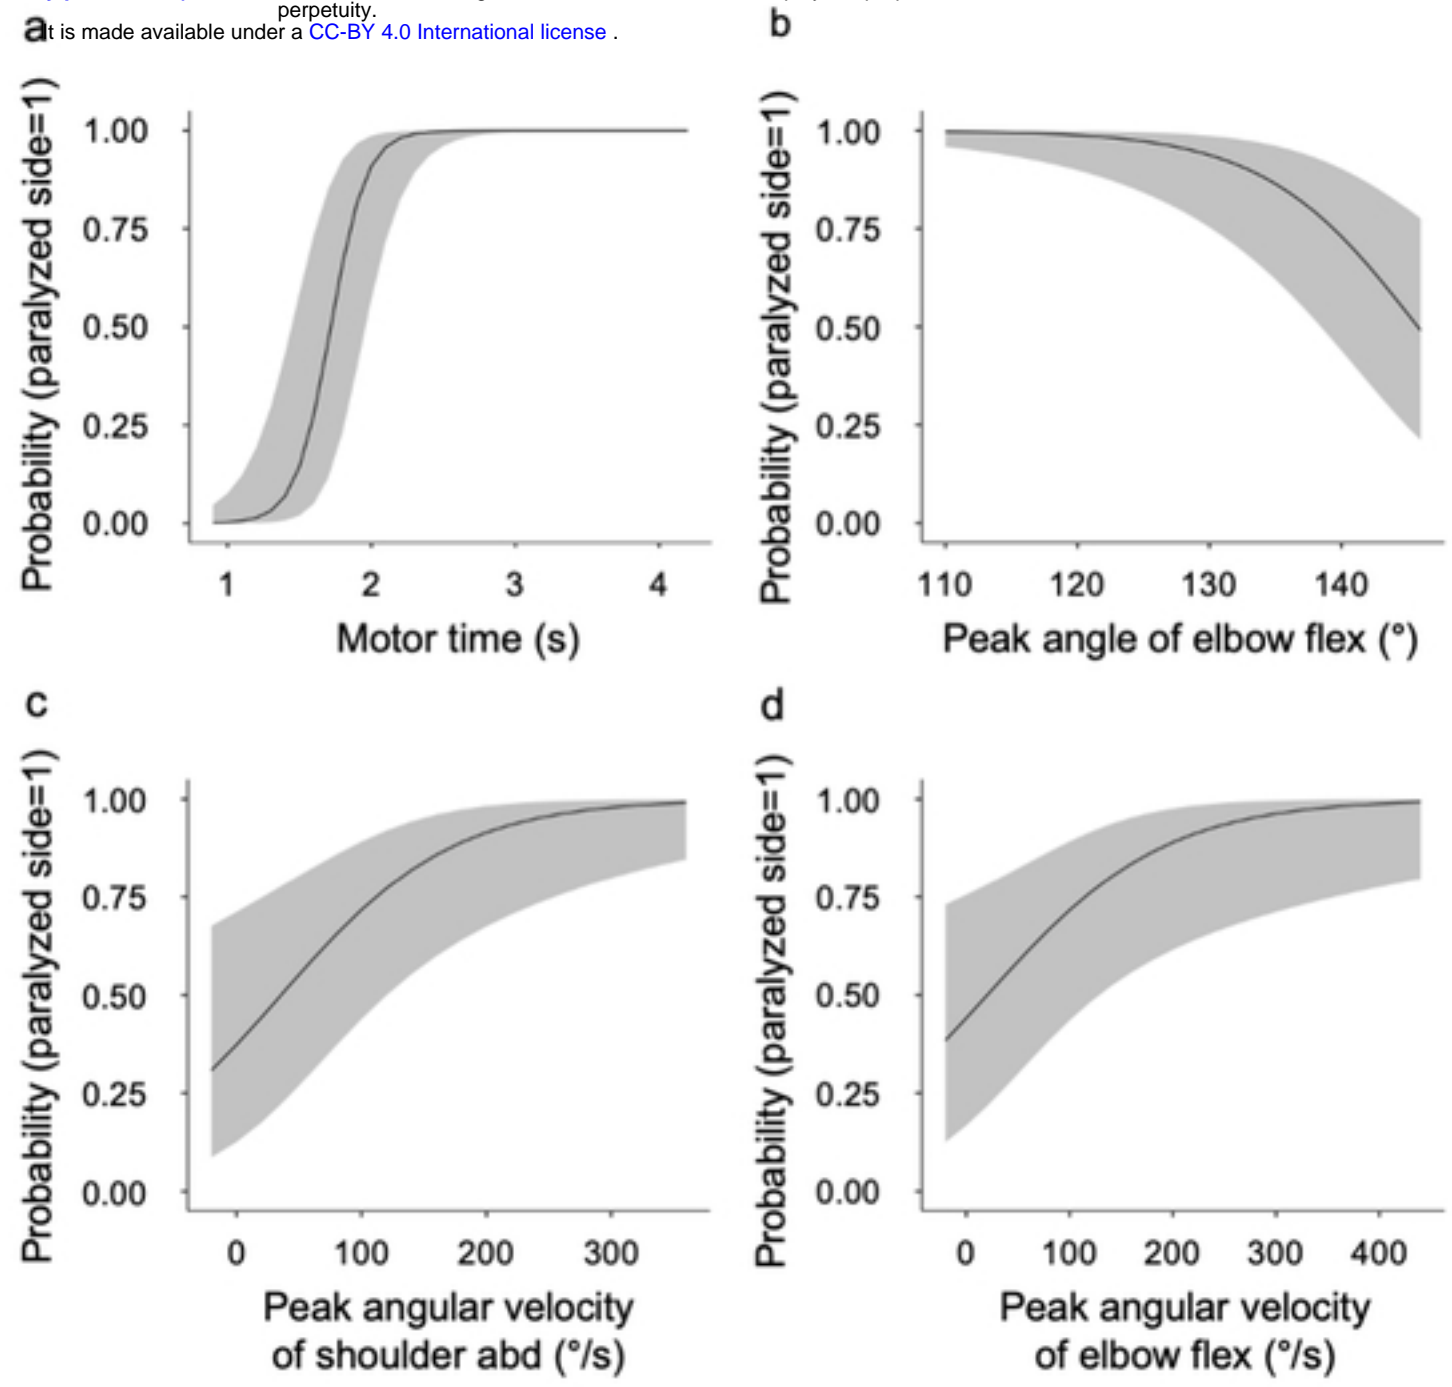 perpetuity.
a
It is made available under a CC-BY 4.0 International license .
b
Probability (paralyzed side=1)
1.00
0.75
0.50
0.25
0.00
1 2 3 4
Motor time (s)
Probability (paralyzed side=1)
1.00
0.75
0.50
0.25
0.00
110 120 130 140
Peak angle of elbow flex (°)
c
Probability (paralyzed side=1)
1.00
0.75
0.50
0.25
0.00
0 100 200 300
Peak angular velocity
of shoulder abd (°/s)
d
Probability (paralyzed side=1)
1.00
0.75
0.50
0.25
0.00
0 100 200 300 400
Peak angular velocity
of elbow flex (°/s)